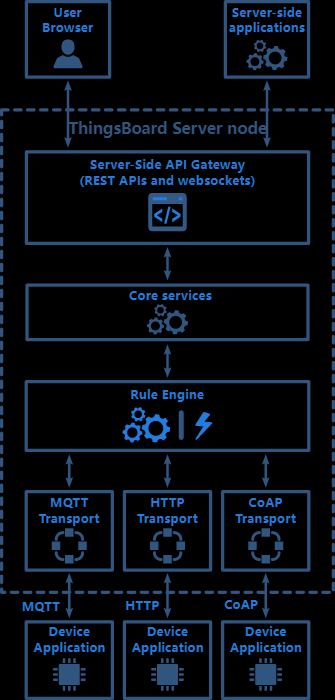 User
Browser
Server-side
applications
ThingsBoard Server node
Server-Side API Gateway
(REST APIs and websockets)
</>
Core services
Rule Engine
MQTT
Transport
HTTP
Transport
CoAP
Transport
MQTT
HTTP
CoAP
Device
Application
Device
Application
Device
Application